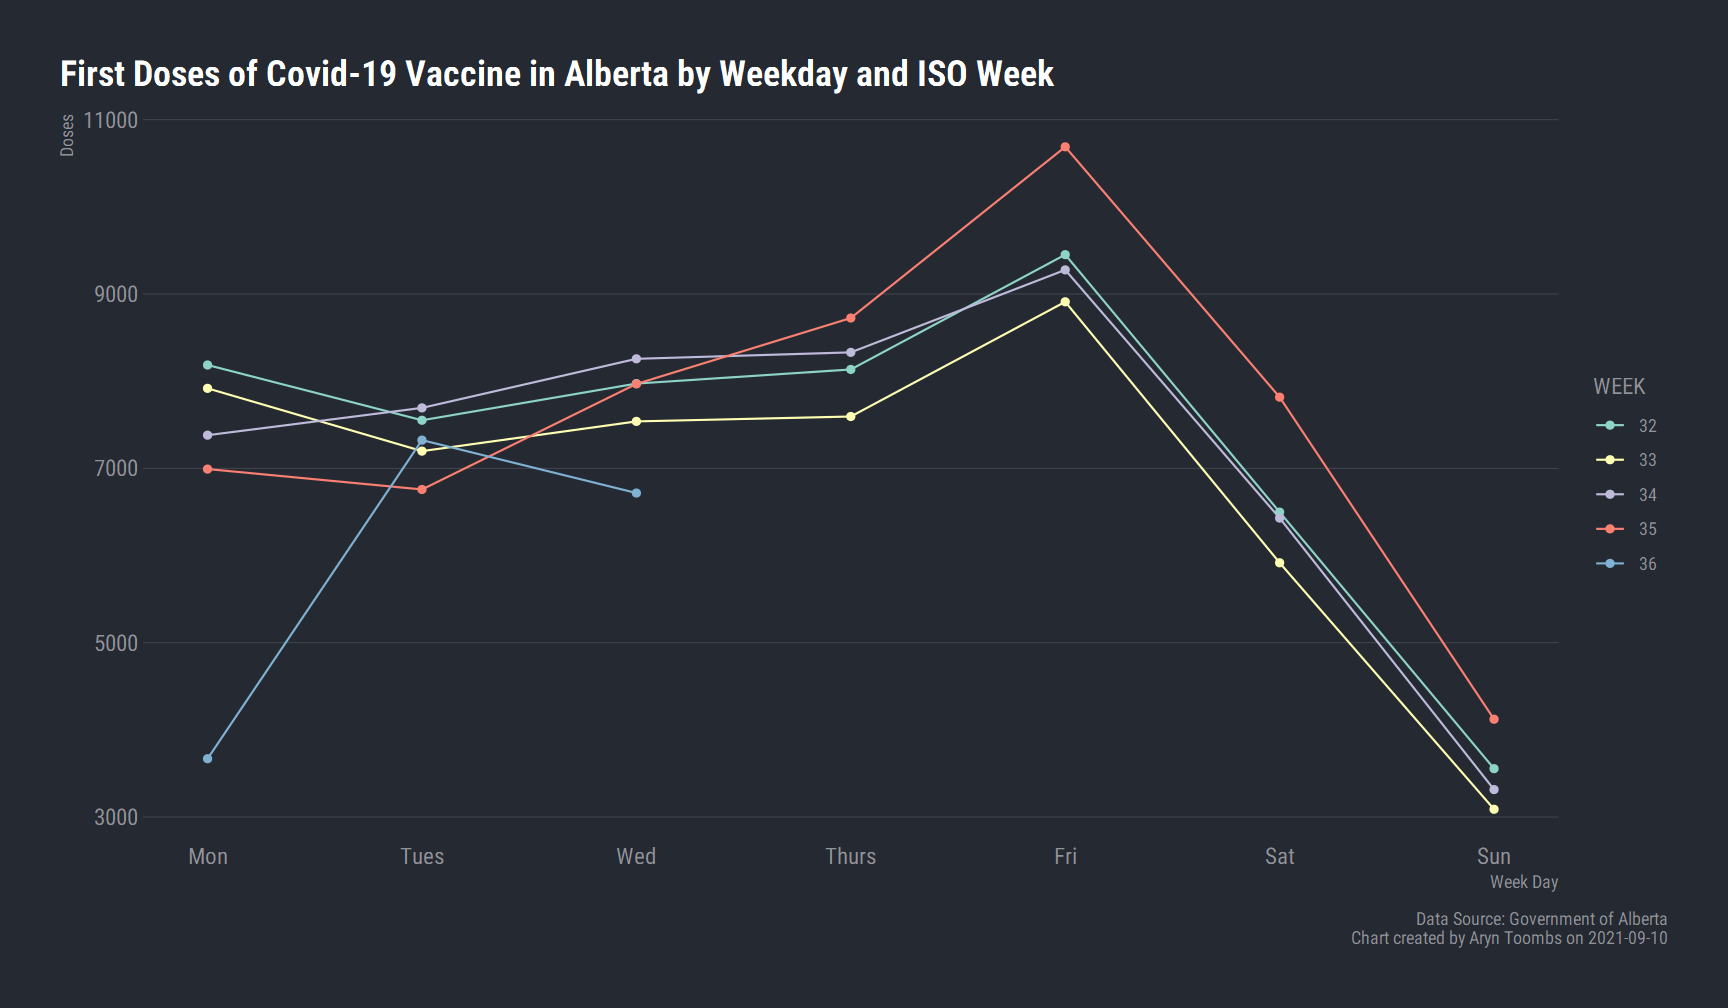 First Doses of Covid-19 Vaccine in Alberta by Weekday and ISO Week
Doses
11000
9000
7000
5000
3000
Mon Tues Wed Thurs Fri Sat Sun
Week Day
WEEK
32
33
34
35
36
Data Source: Government of Alberta
Chart created by Aryn Toombs on 2021-09-10